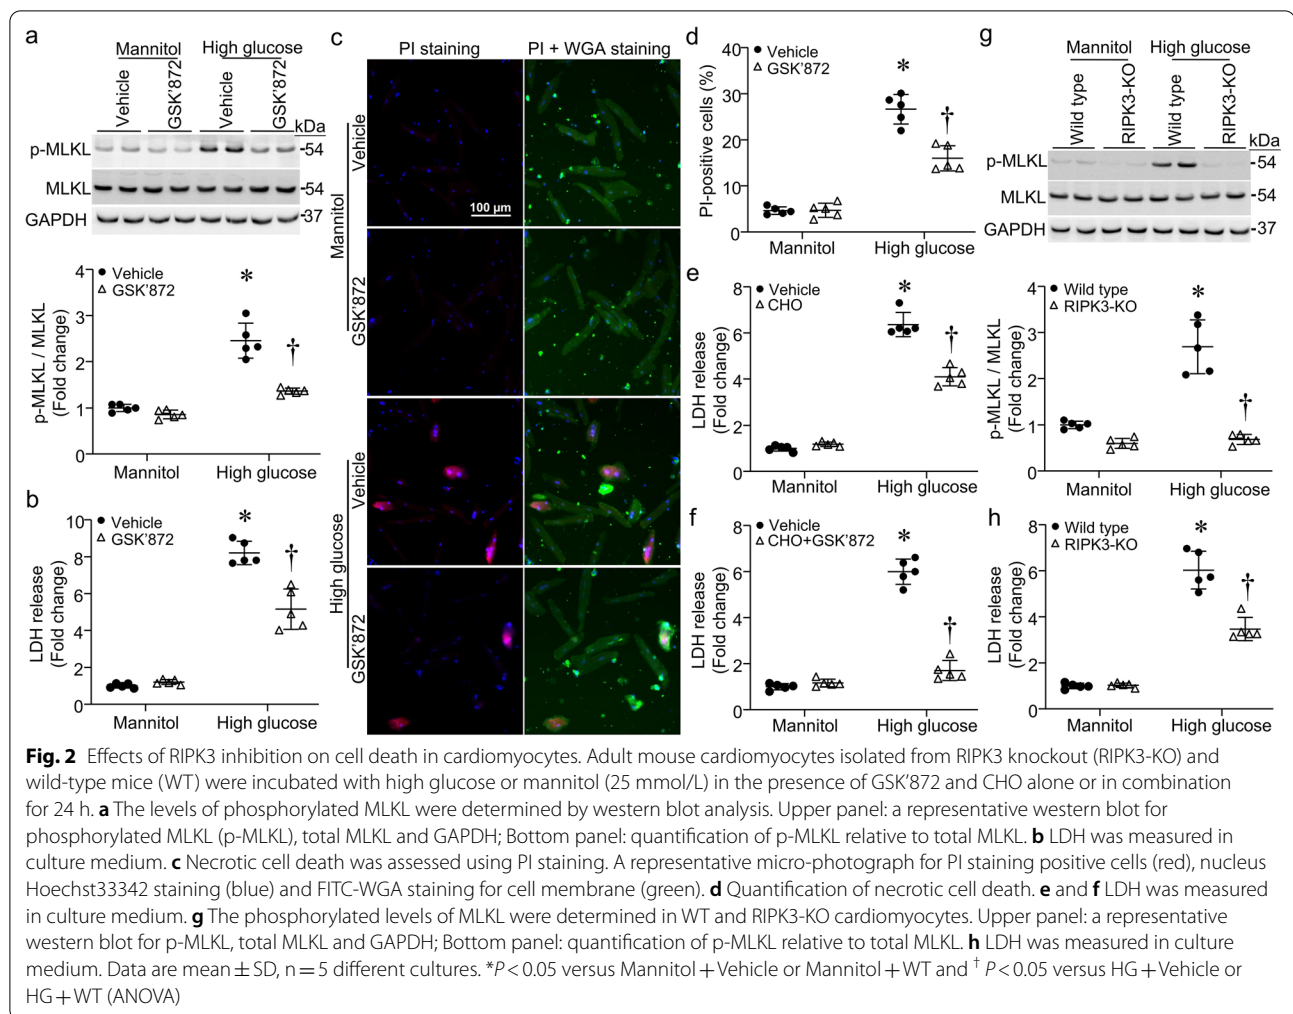 a
Mannitol High glucose
Vehicle GSK'872 Vehicle GSK'872
kDa
p-MLKL -54
MLKL -54
GAPDH -37
Vehicle
GSK'872
p-MLKL / MLKL
(Fold change)
4
3
2
1
0
*
†
Mannitol High glucose
b
Vehicle
GSK'872
LDH release
(Fold change)
10
8
6
4
2
0
*
†
Mannitol High glucose
c
PI staining PI + WGA staining
Mannitol
Vehicle
GSK'872
High glucose
Vehicle
GSK'872
100 µm
d
Vehicle
GSK'872
PI-positive cells (%)
40
30
20
10
0
*
†
Mannitol High glucose
e
Vehicle
CHO
LDH release
(Fold change)
8
6
4
2
0
*
†
Mannitol High glucose
f
Vehicle
CHO+GSK'872
LDH release
(Fold change)
8
6
4
2
0
*
†
Mannitol High glucose
g
Mannitol High glucose
Wild type RIPK3-KO Wild type RIPK3-KO
kDa
p-MLKL -54
MLKL -54
GAPDH -37
Wild type
RIPK3-KO
p-MLKL / MLKL
(Fold change)
4
3
2
1
0
*
†
Mannitol High glucose
h
Wild type
RIPK3-KO
LDH release
(Fold change)
8
6
4
2
0
*
†
Mannitol High glucose
Fig. 2 Effects of RIPK3 inhibition on cell death in cardiomyocytes. Adult mouse cardiomyocytes isolated from RIPK3 knockout (RIPK3-KO) and
wild-type mice (WT) were incubated with high glucose or mannitol (25 mmol/L) in the presence of GSK'872 and CHO alone or in combination
for 24 h. a The levels of phosphorylated MLKL were determined by western blot analysis. Upper panel: a representative western blot for
phosphorylated MLKL (p-MLKL), total MLKL and GAPDH; Bottom panel: quantification of p-MLKL relative to total MLKL. b LDH was measured in
culture medium. c Necrotic cell death was assessed using PI staining. A representative micro-photograph for PI staining positive cells (red), nucleus
Hoechst33342 staining (blue) and FITC-WGA staining for cell membrane (green). d Quantification of necrotic cell death. e and f LDH was measured
in culture medium. g The phosphorylated levels of MLKL were determined in WT and RIPK3-KO cardiomyocytes. Upper panel: a representative
western blot for p-MLKL, total MLKL and GAPDH; Bottom panel: quantification of p-MLKL relative to total MLKL. h LDH was measured in culture
medium. Data are mean ± SD, n = 5 different cultures. *P < 0.05 versus Mannitol + Vehicle or Mannitol + WT and † P < 0.05 versus HG + Vehicle or
HG + WT (ANOVA)